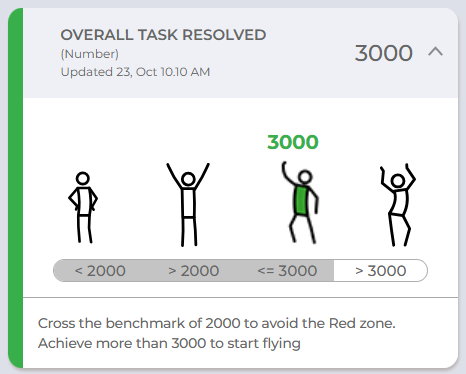 OVERALL TASK RESOLVED
(Number)
3000
Updated 23, Oct 10.10 AM
3000
< 2000 > 2000 <= 3000 > 3000
Cross the benchmark of 2000 to avoid the Red zone.
Achieve more than 3000 to start flying